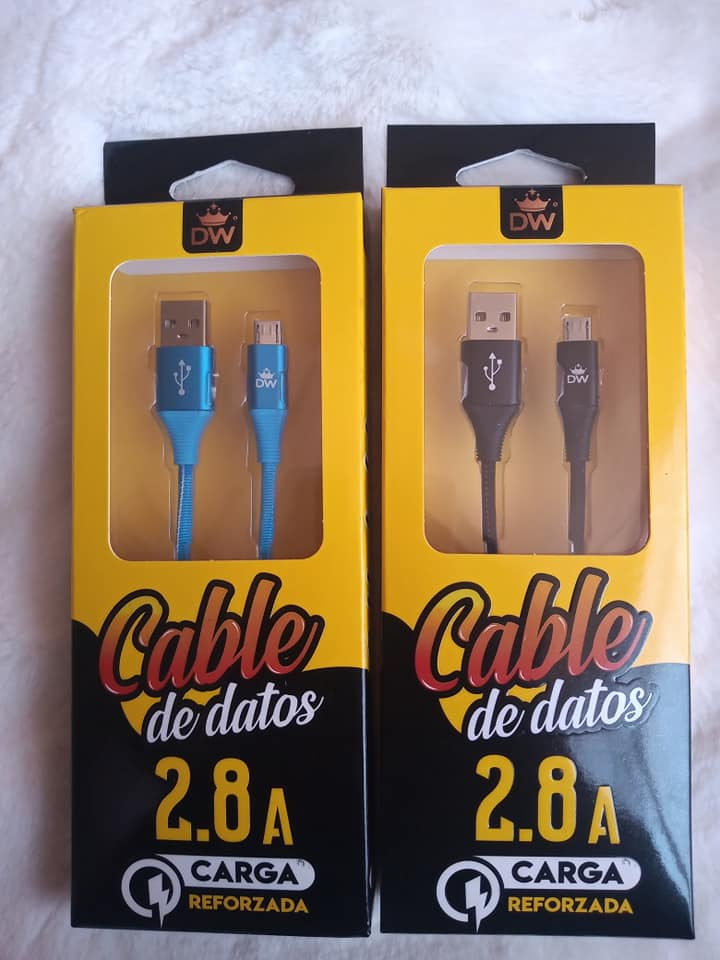 DW
DW
Cable
de datos
2.8 A
CARGA
REFORZADA
DW
DW
Cable
de datos
2.8 A
CARGA
REFORZADA